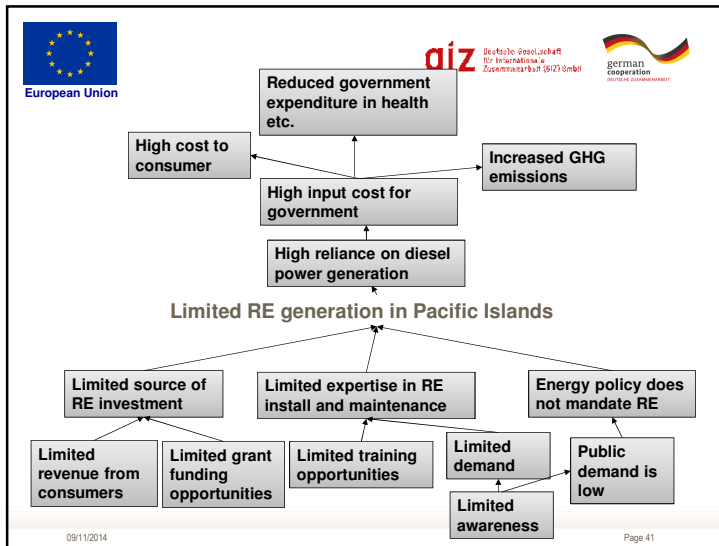 European Union
giz
Deutsche Gesellschaft
für Internationale
Zusammenarbeit (GIZ) GmbH
german
cooperation
DEUTSCHE ZUSAMMENARBEIT
Reduced government
expenditure in health
etc.
High cost to
consumer
Increased GHG
emissions
High input cost for
government
High reliance on diesel
power generation
Limited RE generation in Pacific Islands
Limited source of
RE investment
Limited expertise in RE
install and maintenance
Energy policy does
not mandate RE
Limited
revenue from
consumers
Limited grant
funding
opportunities
Limited training
opportunities
Limited
demand
Public
demand is
low
Limited
awareness
09/11/2014
Page 41